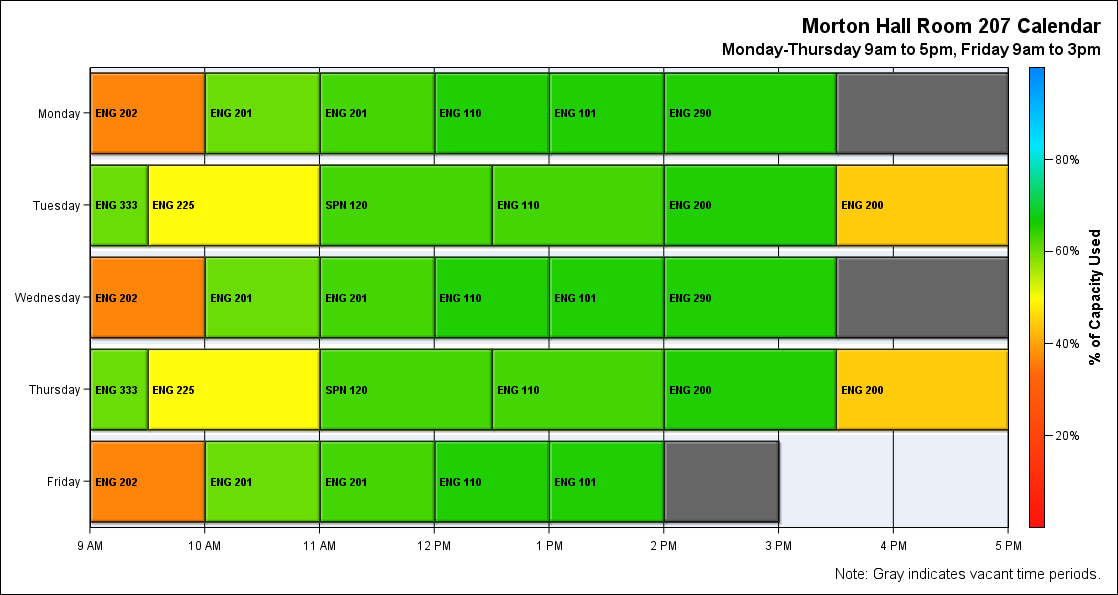 Morton Hall Room 207 Calendar
Monday-Thursday 9am to 5pm, Friday 9am to 3pm
Monday ENG 202 ENG 201 ENG 201 ENG 110 ENG 101 ENG 290
Tuesday ENG 333 ENG 225 SPN 120 ENG 110 ENG 200 ENG 200
Wednesday ENG 202 ENG 201 ENG 201 ENG 110 ENG 101 ENG 290
Thursday ENG 333 ENG 225 SPN 120 ENG 110 ENG 200 ENG 200
Friday ENG 202 ENG 201 ENG 201 ENG 110 ENG 101
9 AM 10 AM 11 AM 12 PM 1 PM 2 PM 3 PM 4 PM 5 PM
80%
60%
40%
20%
% of Capacity Used
Note: Gray indicates vacant time periods.